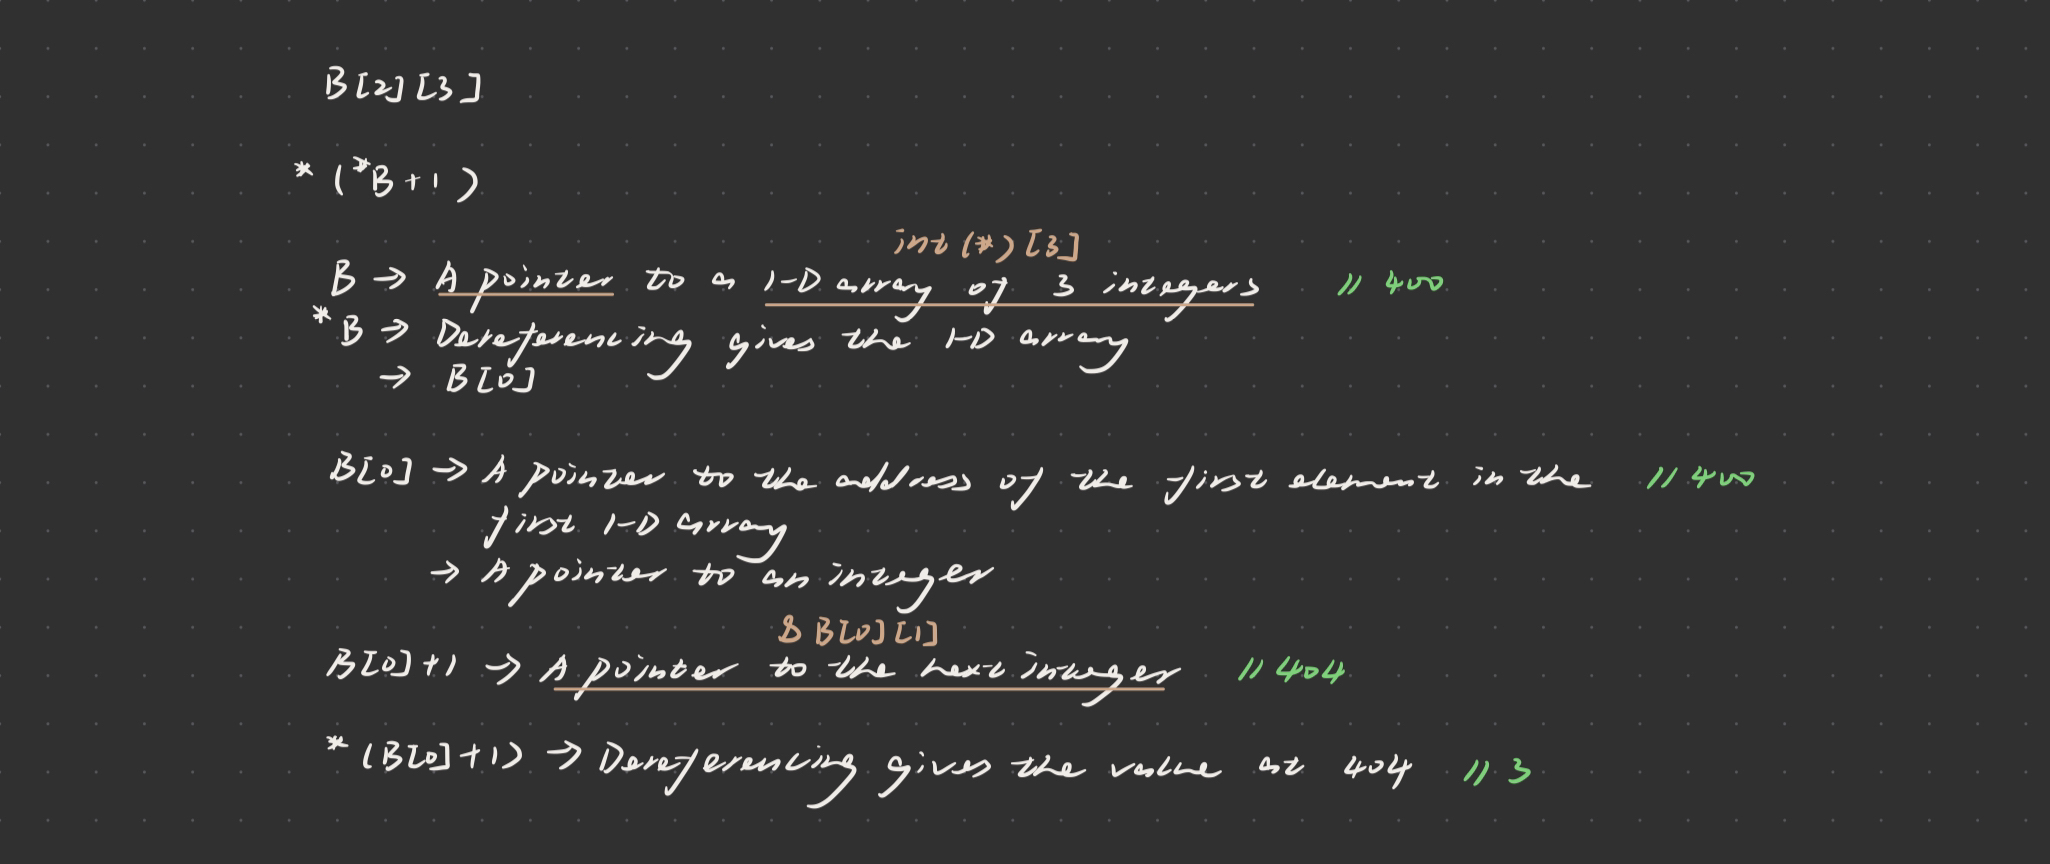 B[2][3]
*(*B+1)
int(*)[3]
B → A pointer to a 1-D array of 3 integers // 400
*B → Dereferencing gives the 1-D array
→ B[0]
B[0] → A pointer to the address of the first element in the // 400
first 1-D array
→ A pointer to an integer
&B[0][1]
B[0]+1 → A pointer to the next integer // 404
*(B[0]+1) → Dereferencing gives the value at 404 // 3